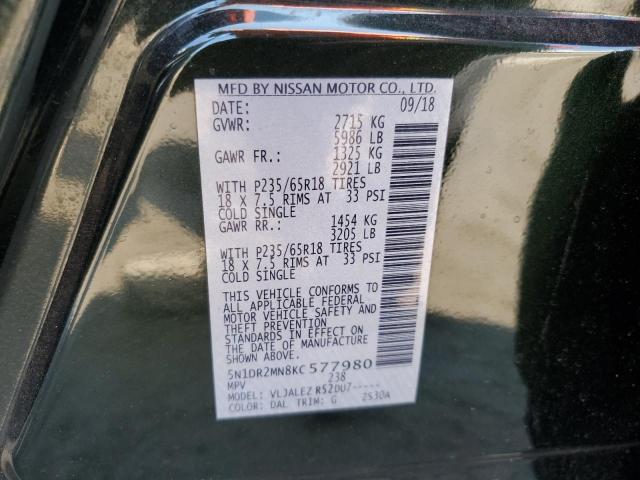 MFD BY NISSAN MOTOR CO., LTD.
DATE: 09/18
GVWR: 2715 KG
5986 LB
GAWR FR.: 1325 KG
2921 LB
WITH P235/65R18 TIRES
18 X 7.5 RIMS AT 33 PSI
COLD SINGLE
GAWR RR.: 1454 KG
3205 LB
WITH P235/65R18 TIRES
18 X 7.5 RIMS AT 33 PSI
COLD SINGLE
THIS VEHICLE CONFORMS TO
ALL APPLICABLE FEDERAL
MOTOR VEHICLE SAFETY AND
THEFT PREVENTION
STANDARDS IN EFFECT ON
THE DATE OF MANUFACTURE
SHOWN ABOVE.
5N1DR2MN8KC577980
MPV 238
MODEL: VLJALEZ R52DU7-----
COLOR: DAL TRIM: G 2S30A